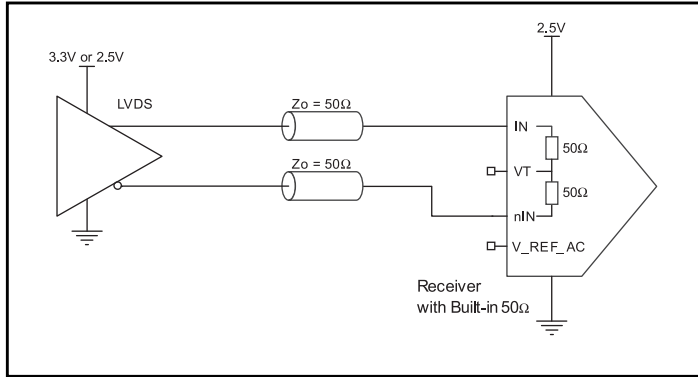 2.5V
3.3V or 2.5V
LVDS
Zo = 50Ω
IN
50Ω
Zo = 50Ω
VT
50Ω
nIN
V_REF_AC
Receiver
with Built-in 50Ω